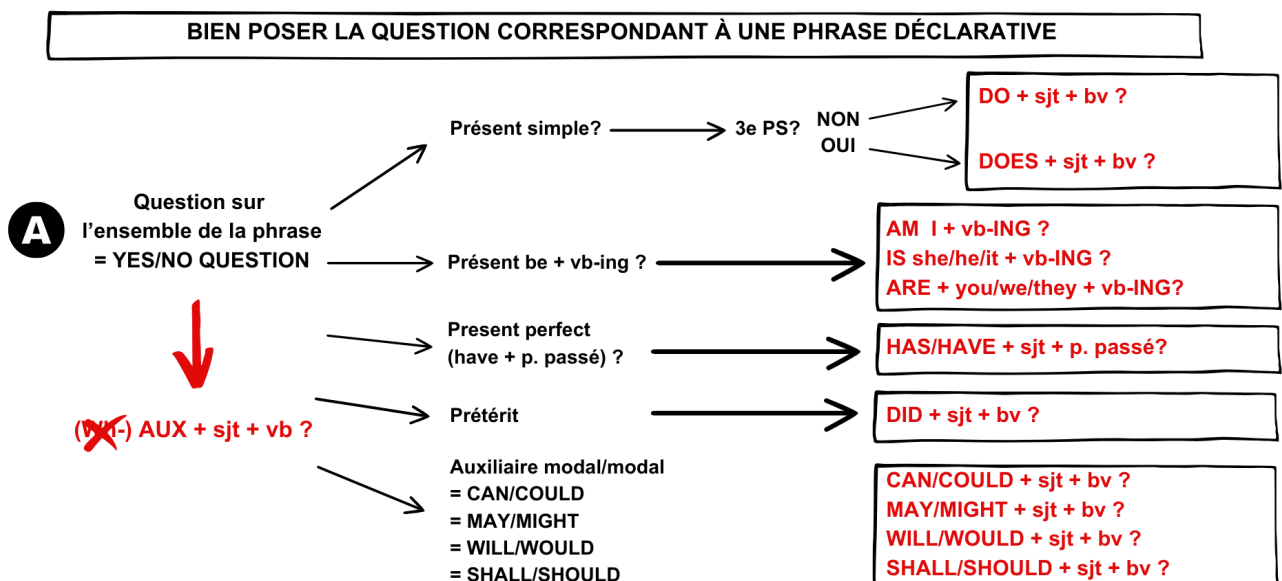 BIEN POSER LA QUESTION CORRESPONDANT À UNE PHRASE DÉCLARATIVE
A
Question sur
l'ensemble de la phrase
= YES/NO QUESTION
(Wh-) AUX + sjt + vb ?
Présent simple?
3e PS?
NON
OUI
DO + sjt + bv ?
DOES + sjt + bv ?
Présent be + vb-ing ?
AM I + vb-ING ?
IS she/he/it + vb-ING ?
ARE + you/we/they + vb-ING?
Present perfect
(have + p. passé) ?
HAS/HAVE + sjt + p. passé?
Prétérit
DID + sjt + bv ?
Auxiliaire modal/modal
= CAN/COULD
= MAY/MIGHT
= WILL/WOULD
= SHALL/SHOULD
CAN/COULD + sjt + bv ?
MAY/MIGHT + sjt + bv ?
WILL/WOULD + sjt + bv ?
SHALL/SHOULD + sjt + bv ?